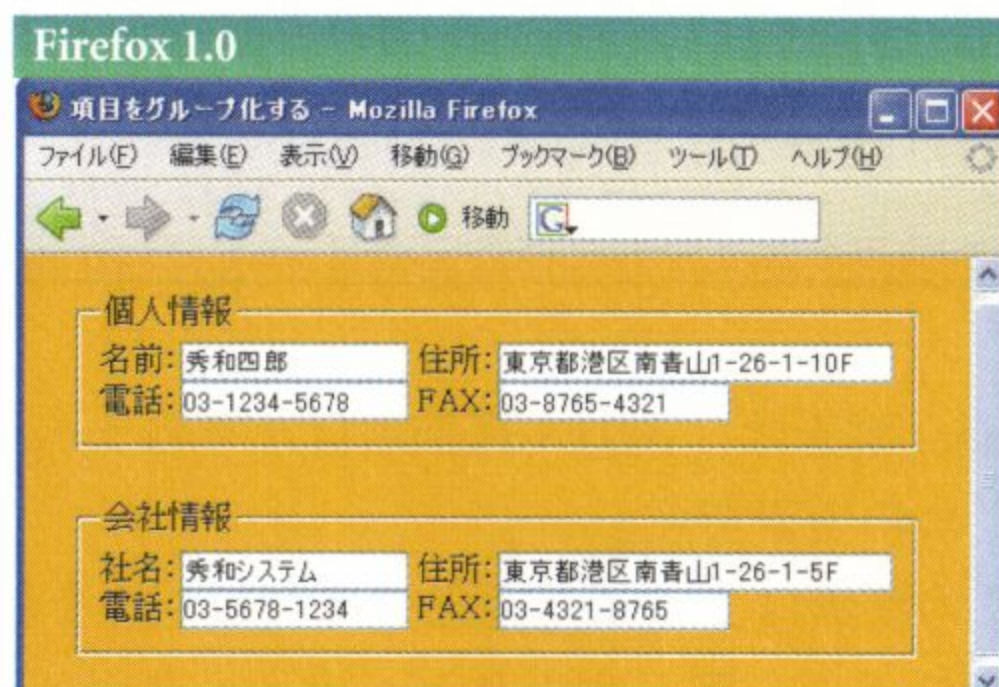 Firefox 1.0
項目をグループ化する - Mozilla Firefox
ファイル(F) 編集(E) 表示(V) 移動(G) ブックマーク(B) ツール(T) ヘルプ(H)
移動 G
個人情報
名前: 秀和四郎 住所: 東京都港区南青山1-26-1-10F
電話: 03-1234-5678 FAX: 03-8765-4321
会社情報
社名: 秀和システム 住所: 東京都港区南青山1-26-1-5F
電話: 03-5678-1234 FAX: 03-4321-8765